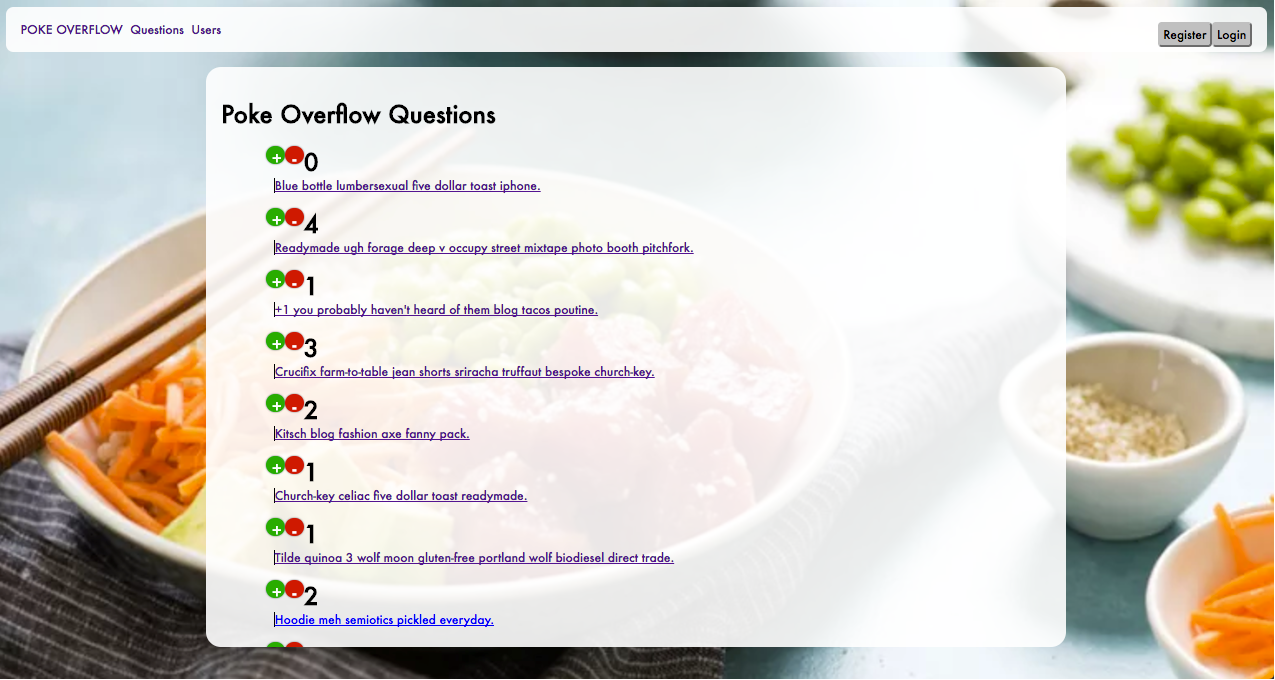 POKE OVERFLOW Questions Users
Register Login
Poke Overflow Questions
+ - 0
Blue bottle lumbersexual five dollar toast iphone.
+ - 4
Readymade ugh forage deep v occupy street mixtape photo booth pitchfork.
+ - 1
+1 you probably haven't heard of them blog tacos poutine.
+ - 3
Crucifix farm-to-table jean shorts sriracha truffaut bespoke church-key.
+ - 2
Kitsch blog fashion axe fanny pack.
+ - 1
Church-key celiac five dollar toast readymade.
+ - 1
Tilde quinoa 3 wolf moon gluten-free portland wolf biodiesel direct trade.
+ - 2
Hoodie meh semiotics pickled everyday.